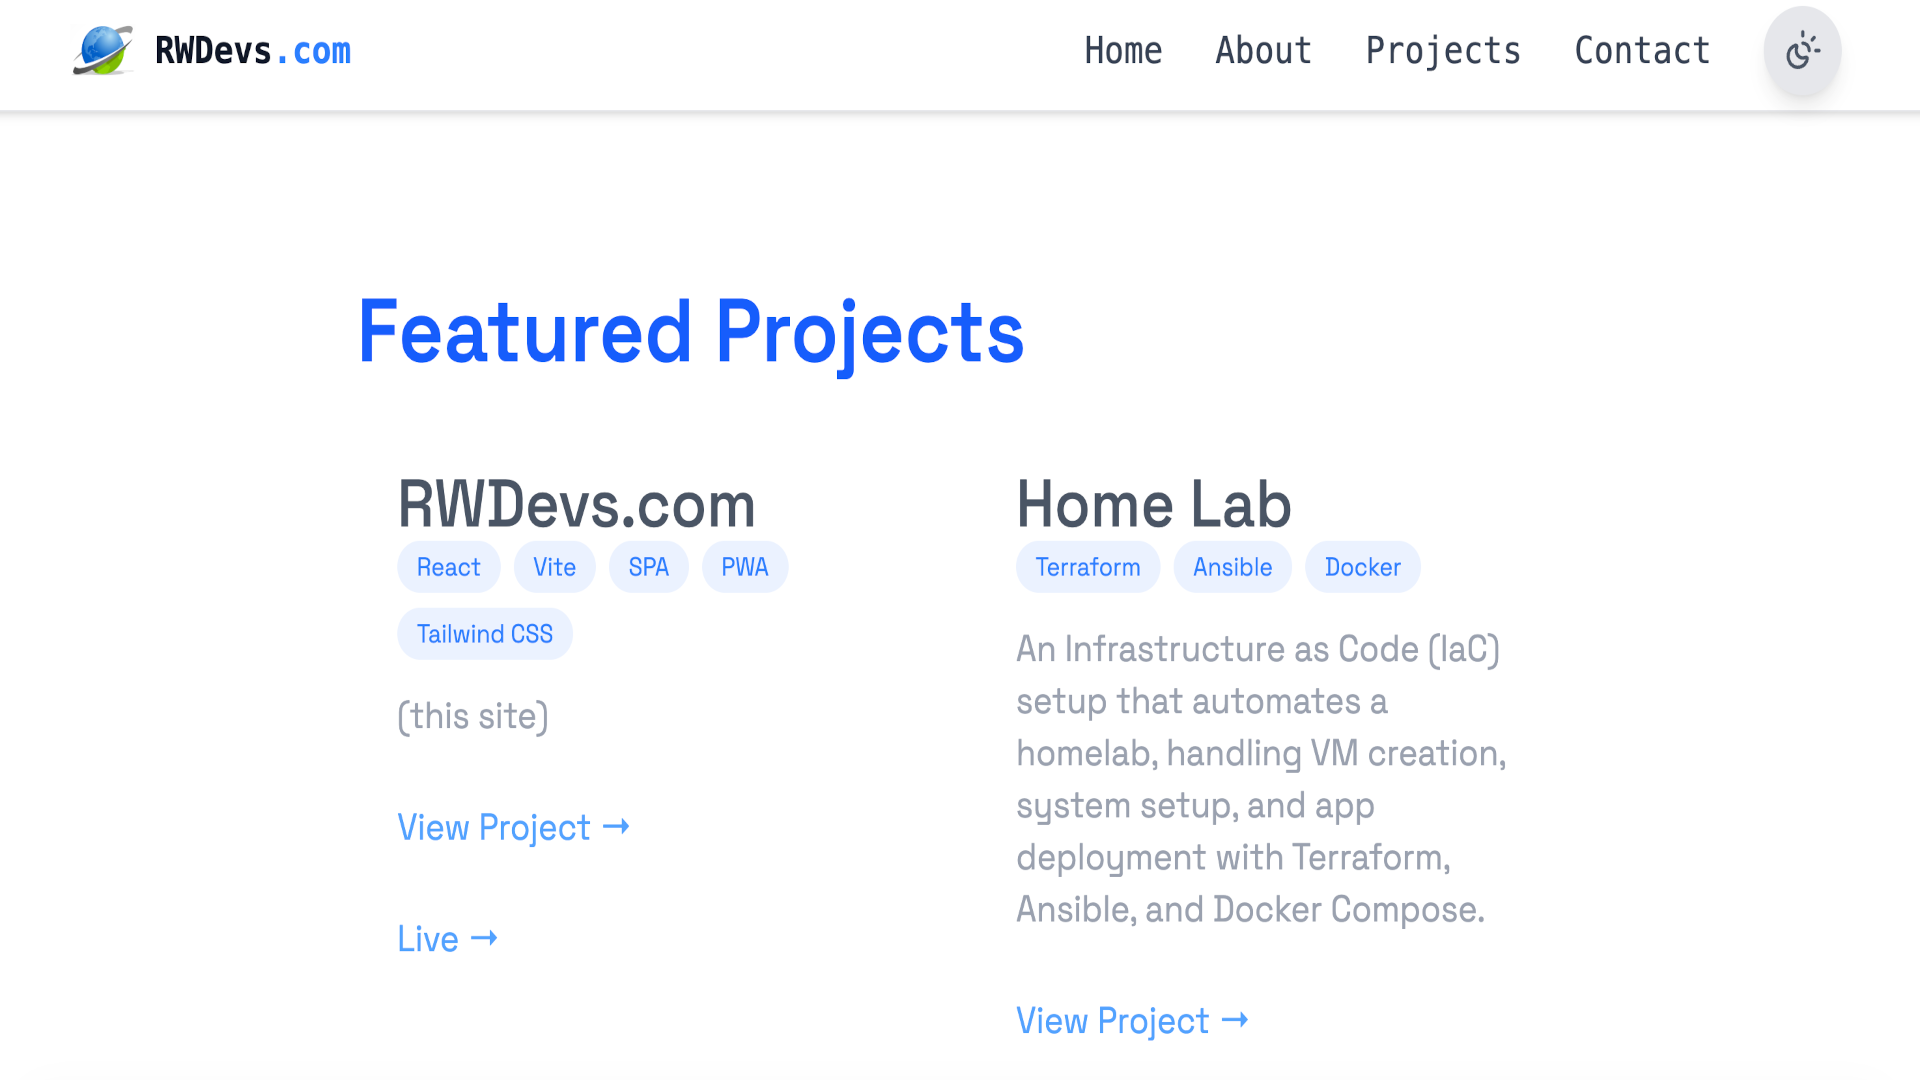 RWDevs.com
Home About Projects Contact
Featured Projects
RWDevs.com
React Vite SPA PWA
Tailwind CSS
(this site)
View Project →
Live →
Home Lab
Terraform Ansible Docker
An Infrastructure as Code (IaC)
setup that automates a
homelab, handling VM creation,
system setup, and app
deployment with Terraform,
Ansible, and Docker Compose.
View Project →